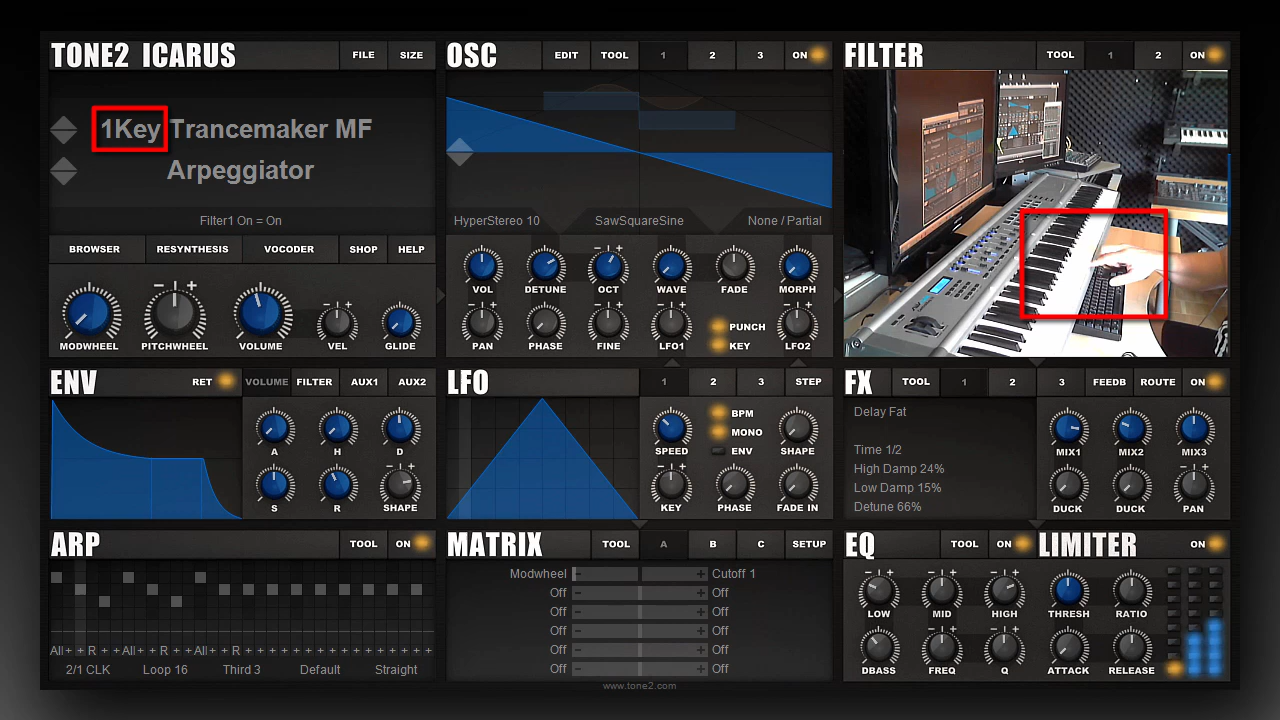 TONE2 ICARUS FILE SIZE
1Key Trancemaker MF
Arpeggiator
Filter1 On = On
BROWSER RESYNTHESIS VOCODER SHOP HELP
MODWHEEL PITCHWHEEL VOLUME VEL GLIDE
OSC EDIT TOOL 1 2 3 ON
HyperStereo 10 SawSquareSine None / Partial
VOL DETUNE OCT WAVE FADE MORPH
PAN PHASE FINE LFO1 PUNCH KEY LFO2
FILTER TOOL 1 2 ON
ENV RET VOLUME FILTER AUX1 AUX2
A H D
S R SHAPE
LFO 1 2 3 STEP
SPEED BPM MONO ENV SHAPE
KEY PHASE FADE IN
FX TOOL 1 2 3 FEEDB ROUTE ON
Delay Fat
Time 1/2
High Damp 24%
Low Damp 15%
Detune 66%
MIX1 MIX2 MIX3
DUCK DUCK PAN
ARP TOOL ON
All + + R + + All + + R + + All + + R + + + + + + + + + + + + + + + +
2/1 CLK Loop 16 Third 3 Default Straight
MATRIX TOOL A B C SETUP
Modwheel - + Cutoff 1
Off - + Off
Off - + Off
Off - + Off
Off - + Off
Off - + Off
EQ TOOL ON LIMITER ON
LOW MID HIGH THRESH RATIO
DBASS FREQ Q ATTACK RELEASE
www.tone2.com